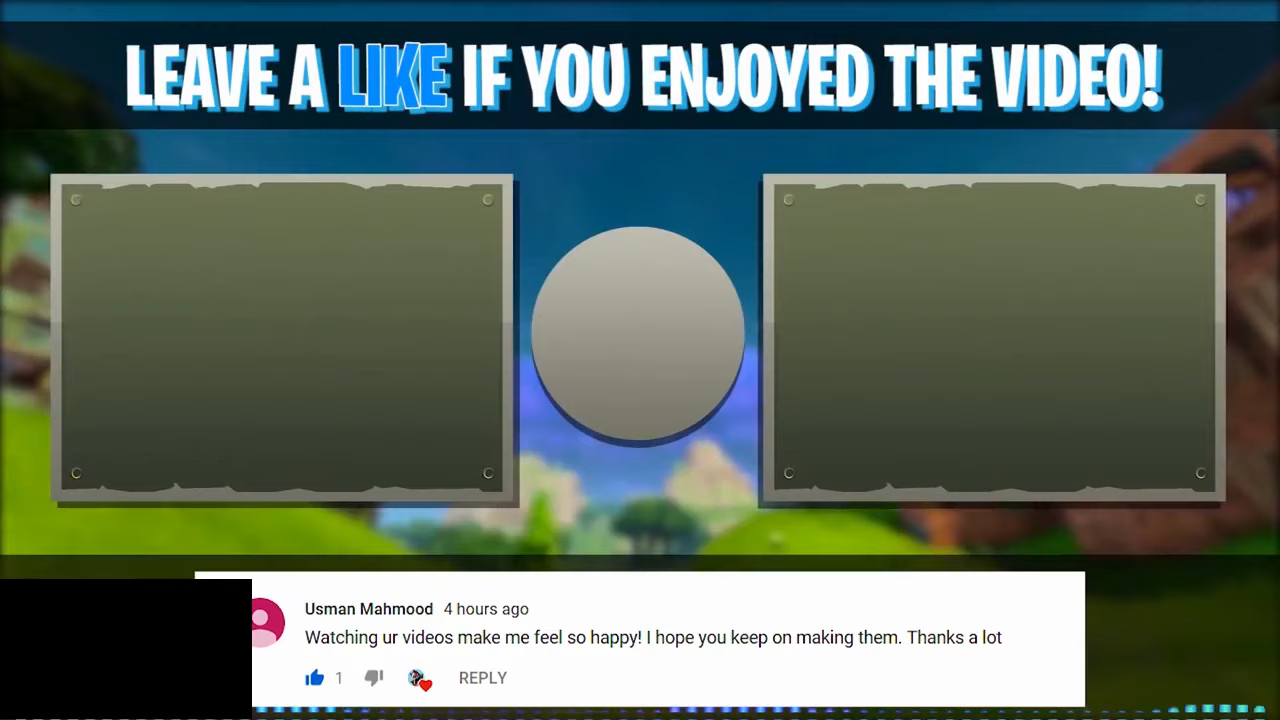 LEAVE A LIKE IF YOU ENJOYED THE VIDEO!
Usman Mahmood 4 hours ago
Watching ur videos make me feel so happy! I hope you keep on making them. Thanks a lot
1 REPLY